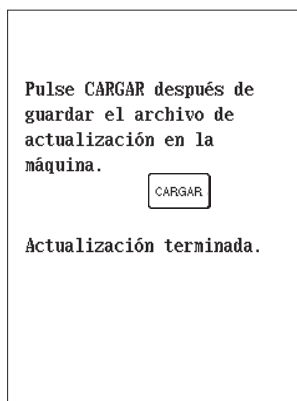 Pulse CARGAR después de
guardar el archivo de
actualización en la
máquina.
CARGAR
Actualización terminada.